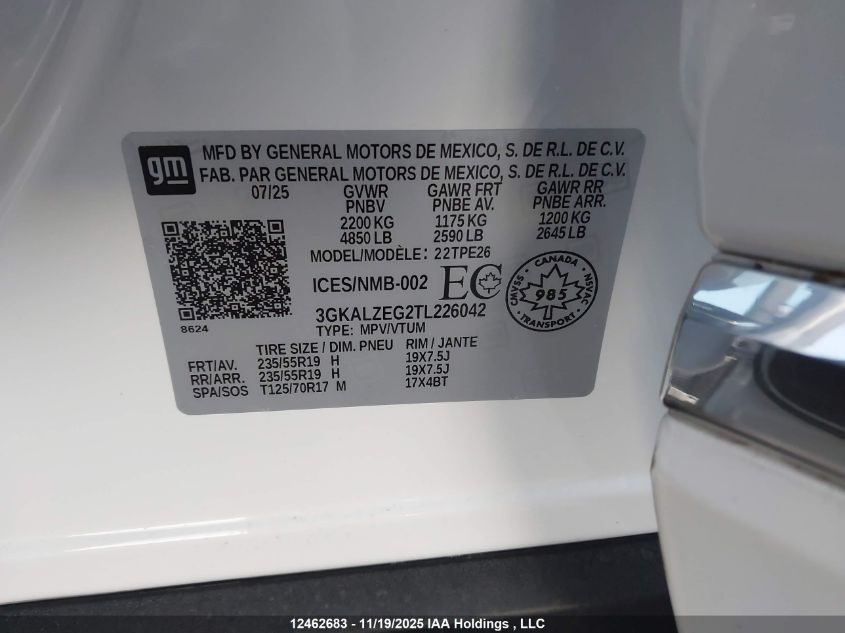 gm
MFD BY GENERAL MOTORS DE MEXICO, S. DE R.L. DE C.V.
FAB. PAR GENERAL MOTORS DE MEXICO, S. DE R.L. DE C.V.
07/25 GVWR GAWR FRT GAWR RR
PNBV PNBE AV. PNBE ARR.
2200 KG 1175 KG 1200 KG
4850 LB 2590 LB 2645 LB
MODEL/MODÈLE: 22TPE26
ICES/NMB-002 EC
CANADA
CMVSS 985 NSVAC
TRANSPORT
8624
3GKALZEG2TL226042
TYPE: MPV/VTUM
TIRE SIZE / DIM. PNEU RIM / JANTE
FRT/AV. 235/55R19 H 19X7.5J
RR/ARR. 235/55R19 H 19X7.5J
SPA/SOS T125/70R17 M 17X4BT
12462683 - 11/19/2025 IAA Holdings , LLC